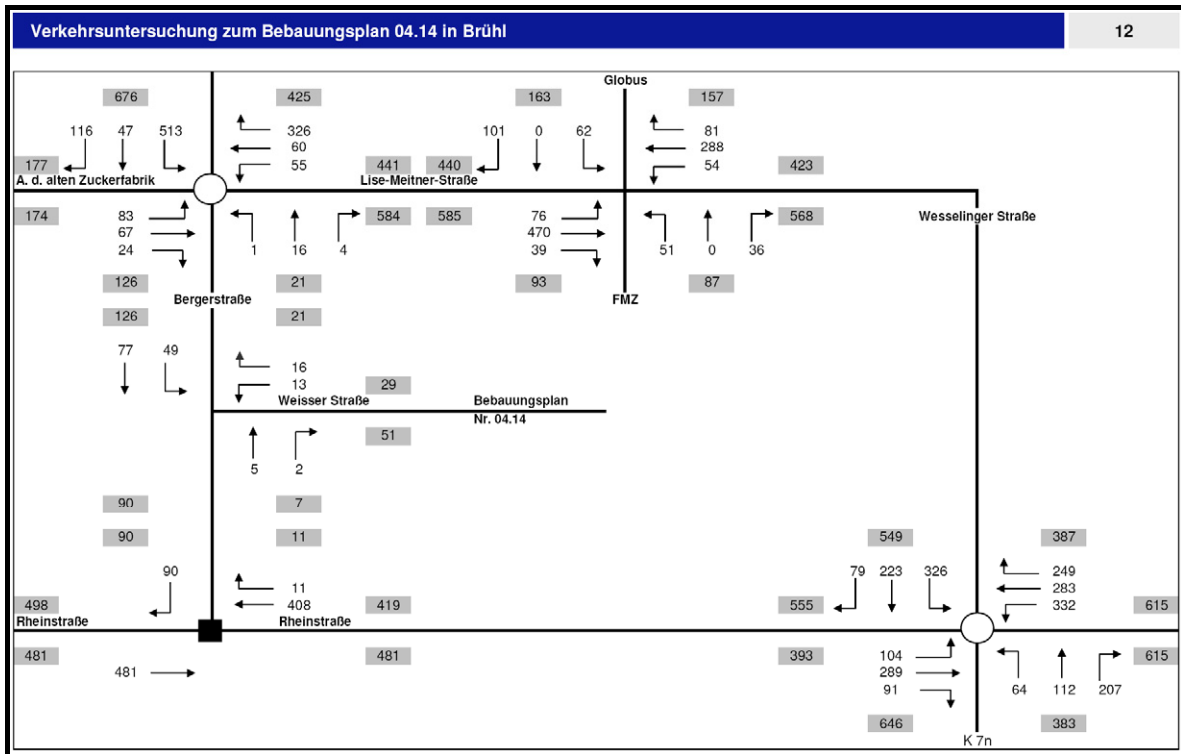 Verkehrsuntersuchung zum Bebauungsplan 04.14 in Brühl 12
Globus
676 425 163 157
116 47 513 326 101 0 62 81
60 288
177 55 441 440 54 423
A. d. alten Zuckerfabrik Lise-Meitner-Straße
174 83 584 585 76 568 Wesselinger Straße
67 470
24 1 16 4 39 51 0 36
126 21 93 87
Bergerstraße FMZ
126 21
77 49 16
13 29
Weisser Straße Bebauungsplan
Nr. 04.14
51
5 2
90 7
90 11 549 387
90 11 79 223 326 249
408 283
498 419 555 332 615
Rheinstraße Rheinstraße
481 481 393 104 615
481 289
91 64 112 207
646 383
K 7n